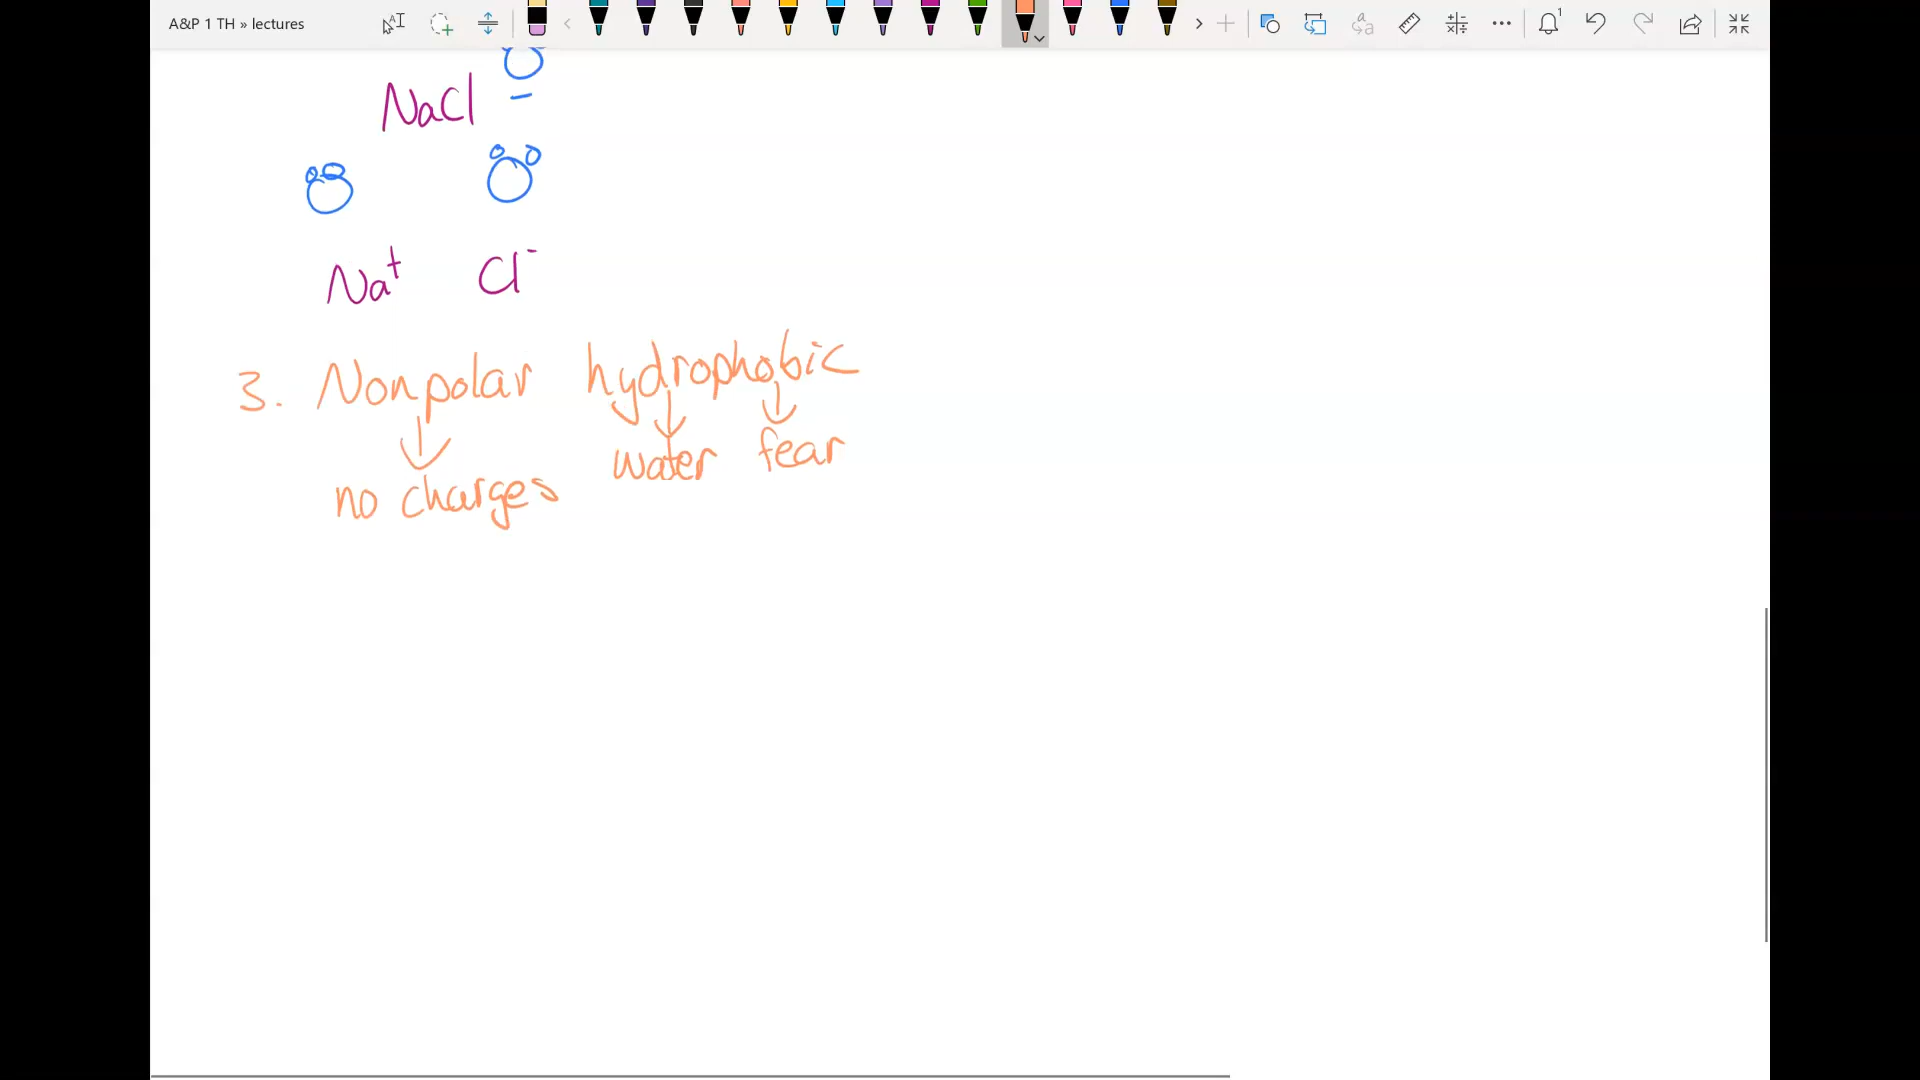 A&P 1 TH » lectures
NaCl
Na+ Cl-
3. Nonpolar hydrophobic
water fear
no charges